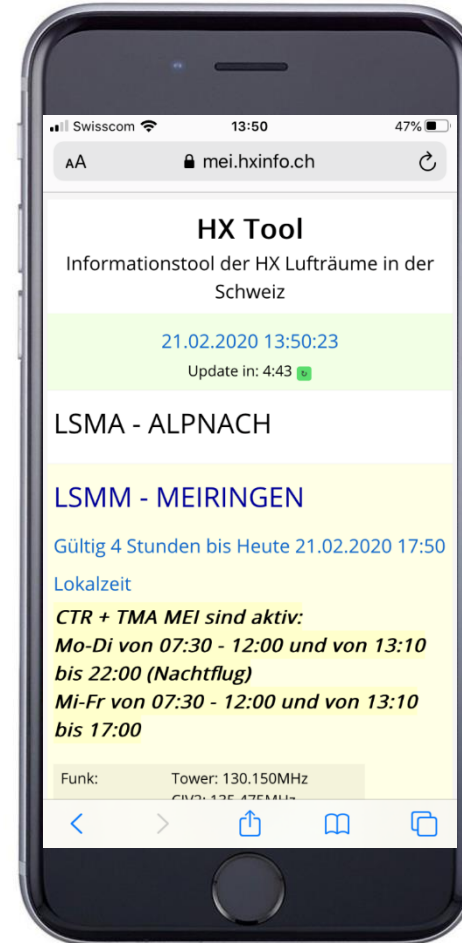 Swisscom 13:50 47%
AA mei.hxinfo.ch
HX Tool
Informationstool der HX Lufträume in der
Schweiz
21.02.2020 13:50:23
Update in: 4:43
LSMA - ALPNACH
LSMM - MEIRINGEN
Gültig 4 Stunden bis Heute 21.02.2020 17:50
Lokalzeit
CTR + TMA MEI sind aktiv:
Mo-Di von 07:30 - 12:00 und von 13:10
bis 22:00 (Nachtflug)
Mi-Fr von 07:30 - 12:00 und von 13:10
bis 17:00
Funk: Tower: 130.150MHz